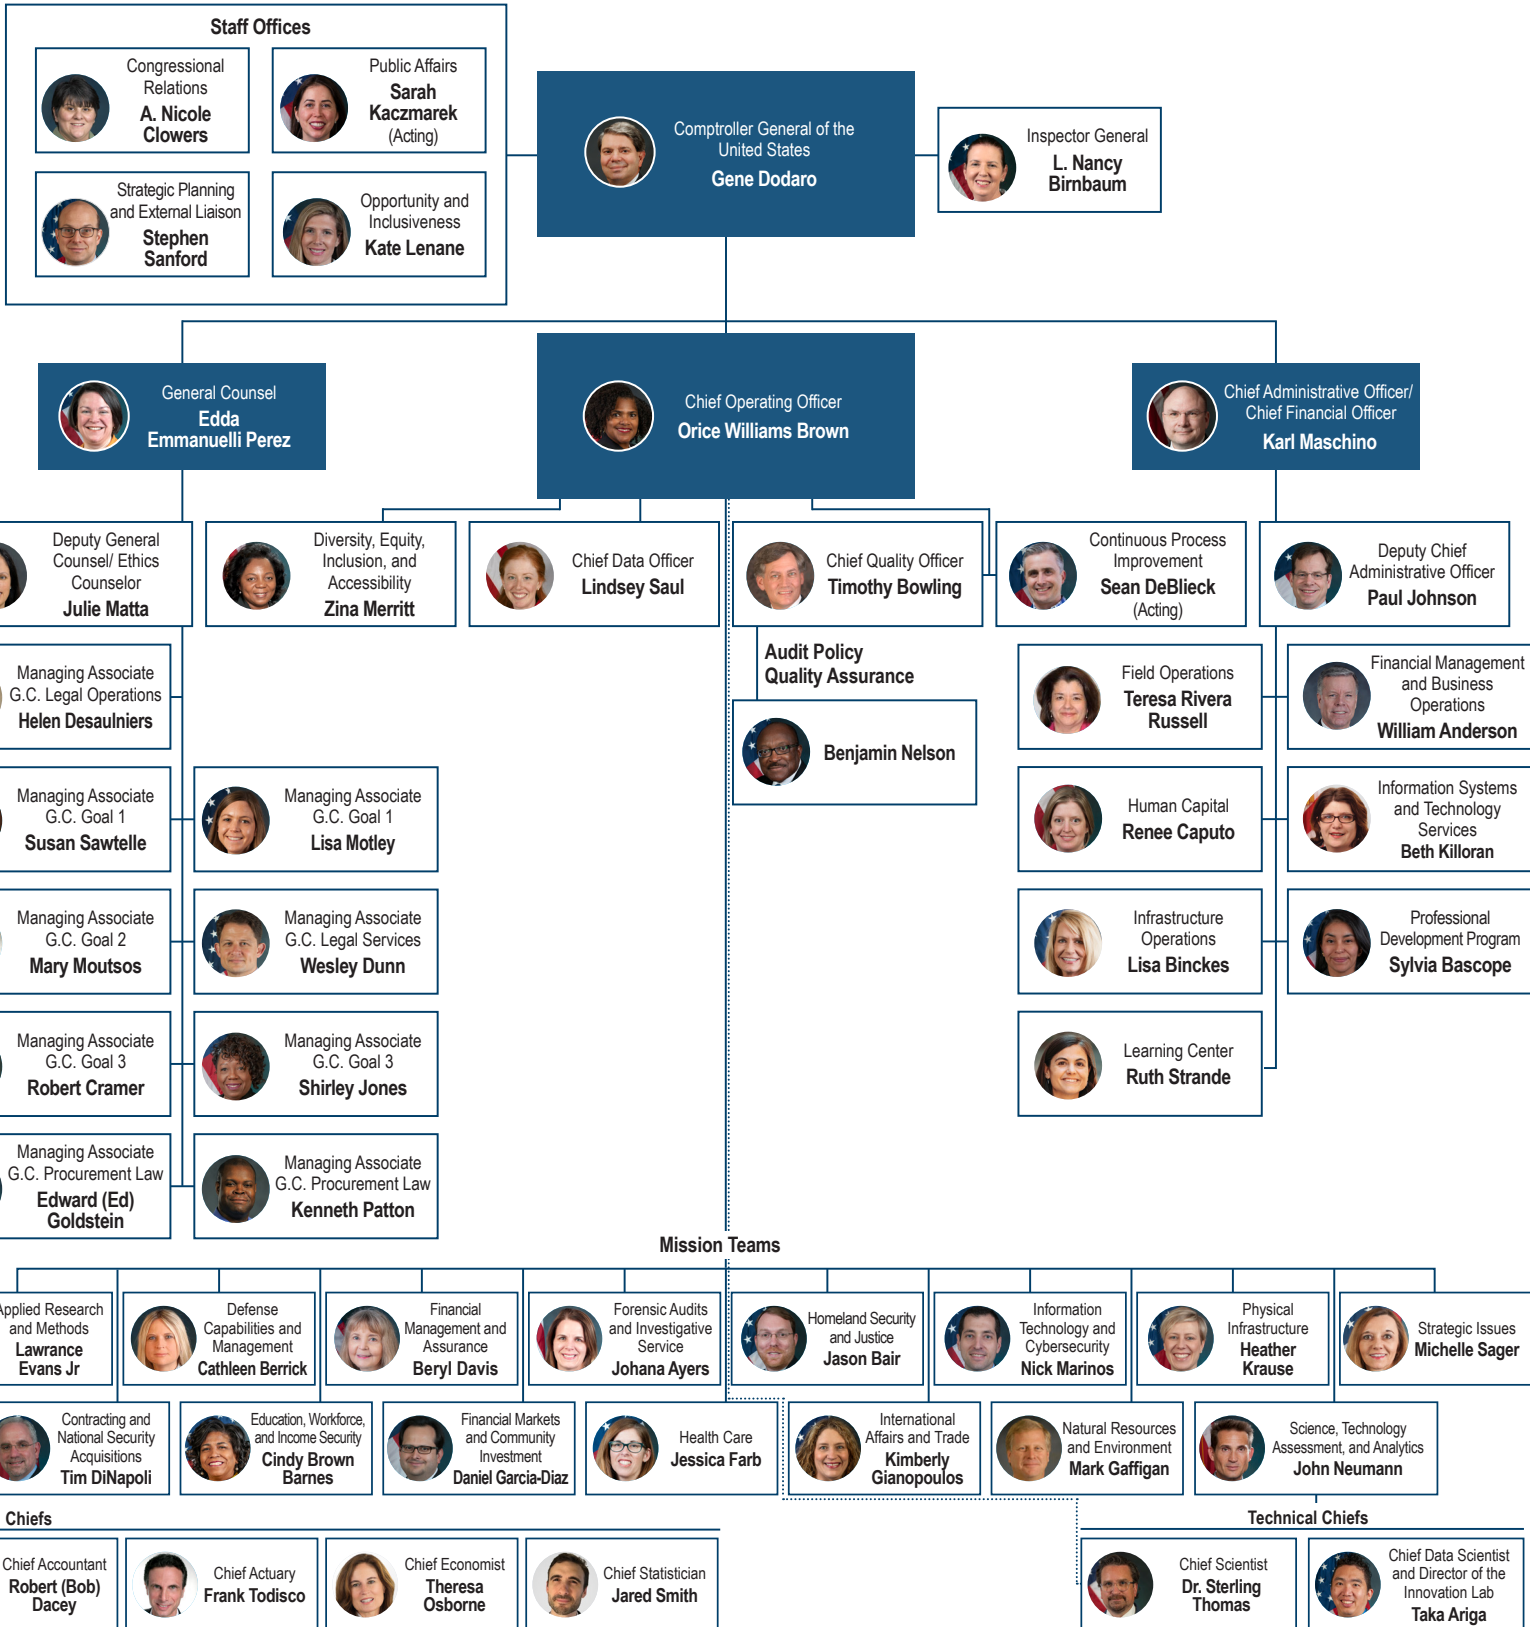 Staff Offices
Congressional
Relations
A. Nicole
Clowers
Public Affairs
Sarah
Kaczmarek
(Acting)
Strategic Planning
and External Liaison
Stephen
Sanford
Opportunity and
Inclusiveness
Kate Lenane
Comptroller General of the
United States
Gene Dodaro
Inspector General
L. Nancy
Birnbaum
General Counsel
Edda
Emmanuelli Perez
Chief Operating Officer
Orice Williams Brown
Chief Administrative Officer/
Chief Financial Officer
Karl Maschino
Deputy General
Counsel/ Ethics
Counselor
Julie Matta
Diversity, Equity,
Inclusion, and
Accessibility
Zina Merritt
Chief Data Officer
Lindsey Saul
Chief Quality Officer
Timothy Bowling
Continuous Process
Improvement
Sean DeBlieck
(Acting)
Deputy Chief
Administrative Officer
Paul Johnson
Managing Associate
G.C. Legal Operations
Helen Desaulniers
Audit Policy
Quality Assurance
Benjamin Nelson
Field Operations
Teresa Rivera
Russell
Financial Management
and Business
Operations
William Anderson
Managing Associate
G.C. Goal 1
Susan Sawtelle
Managing Associate
G.C. Goal 1
Lisa Motley
Human Capital
Renee Caputo
Information Systems
and Technology
Services
Beth Killoran
Managing Associate
G.C. Goal 2
Mary Moutsos
Managing Associate
G.C. Legal Services
Wesley Dunn
Infrastructure
Operations
Lisa Binckes
Professional
Development Program
Sylvia Bascope
Managing Associate
G.C. Goal 3
Robert Cramer
Managing Associate
G.C. Goal 3
Shirley Jones
Learning Center
Ruth Strande
Managing Associate
G.C. Procurement Law
Edward (Ed)
Goldstein
Managing Associate
G.C. Procurement Law
Kenneth Patton
Mission Teams
Applied Research
and Methods
Lawrance
Evans Jr
Defense
Capabilities and
Management
Cathleen Berrick
Financial
Management and
Assurance
Beryl Davis
Forensic Audits
and Investigative
Service
Johana Ayers
Homeland Security
and Justice
Jason Bair
Information
Technology and
Cybersecurity
Nick Marinos
Physical
Infrastructure
Heather
Krause
Strategic Issues
Michelle Sager
Contracting and
National Security
Acquisitions
Tim DiNapoli
Education, Workforce,
and Income Security
Cindy Brown
Barnes
Financial Markets
and Community
Investment
Daniel Garcia-Diaz
Health Care
Jessica Farb
International
Affairs and Trade
Kimberly
Gianopoulos
Natural Resources
and Environment
Mark Gaffigan
Science, Technology
Assessment, and Analytics
John Neumann
Chiefs
Technical Chiefs
Chief Accountant
Robert (Bob)
Dacey
Chief Actuary
Frank Todisco
Chief Economist
Theresa
Osborne
Chief Statistician
Jared Smith
Chief Scientist
Dr. Sterling
Thomas
Chief Data Scientist
and Director of the
Innovation Lab
Taka Ariga